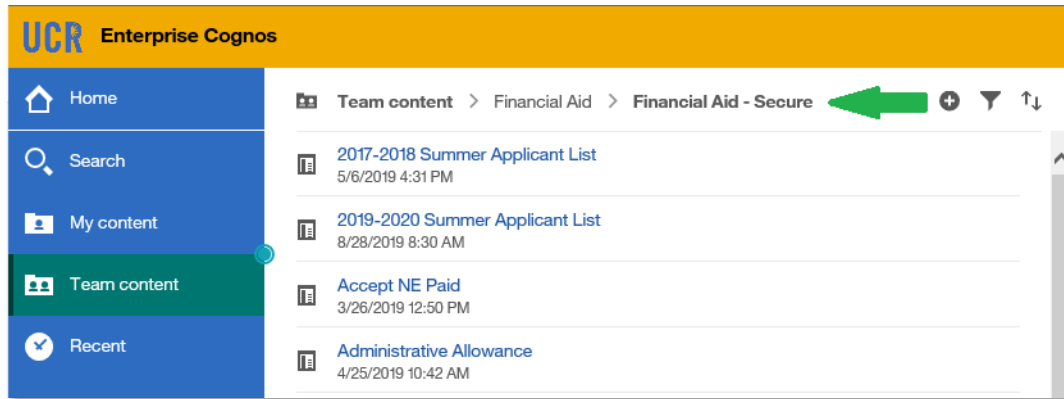 UCR Enterprise Cognos
Home
Search
My content
Team content
Recent
Team content > Financial Aid > Financial Aid - Secure
2017-2018 Summer Applicant List
5/6/2019 4:31 PM
2019-2020 Summer Applicant List
8/28/2019 8:30 AM
Accept NE Paid
3/26/2019 12:50 PM
Administrative Allowance
4/25/2019 10:42 AM